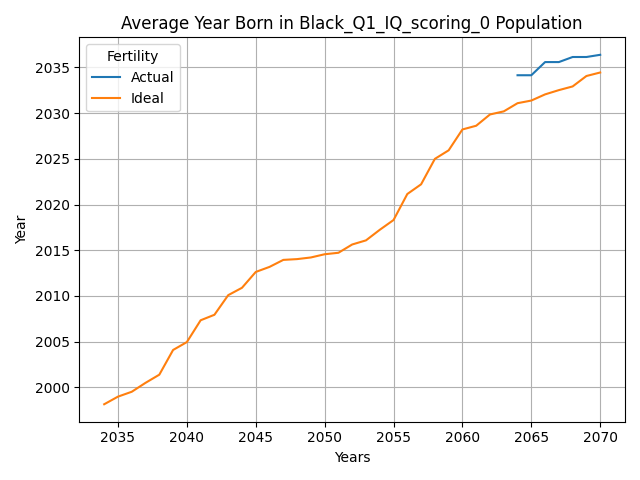 Average Year Born in Black_Q1_IQ_scoring_0 Population
Fertility
Actual
Ideal
2035
2030
2025
2020
2015
2010
2005
2000
Year
2035 2040 2045 2050 2055 2060 2065 2070
Years